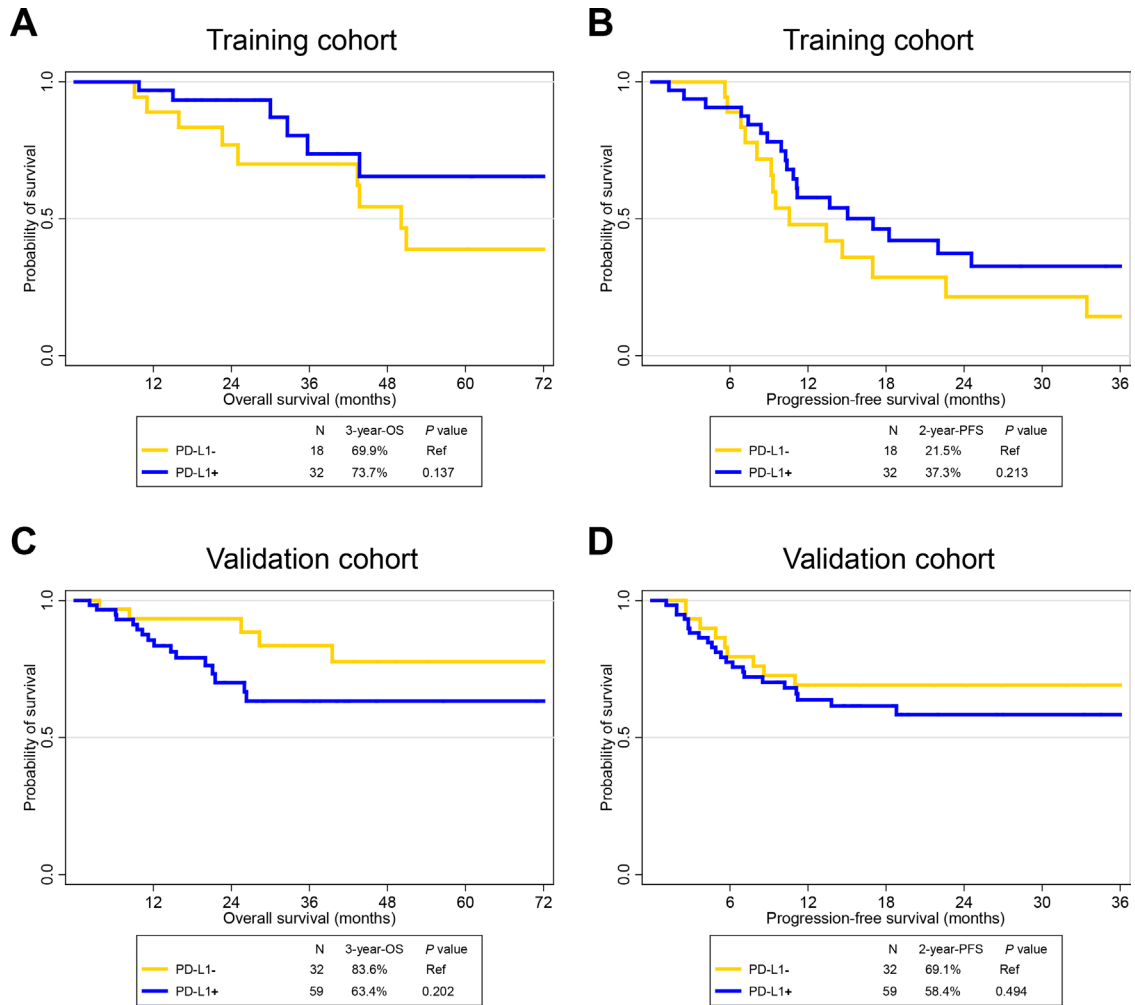 A
Training cohort
Probability of survival
1.0
0.5
0.0
12 24 36 48 60 72
Overall survival (months)
N 3-year-OS P value
PD-L1- 18 69.9% Ref
PD-L1+ 32 73.7% 0.137
B
Training cohort
Probability of survival
1.0
0.5
0.0
6 12 18 24 30 36
Progression-free survival (months)
N 2-year-PFS P value
PD-L1- 18 21.5% Ref
PD-L1+ 32 37.3% 0.213
C
Validation cohort
Probability of survival
1.0
0.5
0.0
12 24 36 48 60 72
Overall survival (months)
N 3-year-OS P value
PD-L1- 32 83.6% Ref
PD-L1+ 59 63.4% 0.202
D
Validation cohort
Probability of survival
1.0
0.5
0.0
6 12 18 24 30 36
Progression-free survival (months)
N 2-year-PFS P value
PD-L1- 32 69.1% Ref
PD-L1+ 59 58.4% 0.494